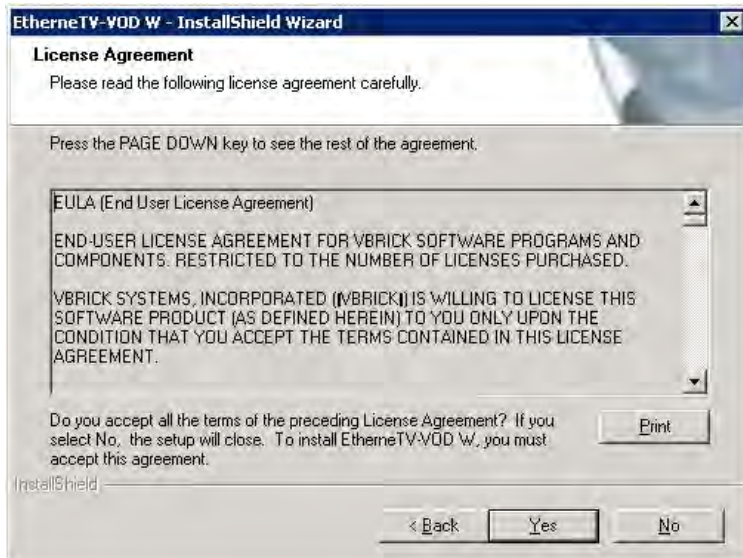 EtherneTV-VOD W - InstallShield Wizard
License Agreement
Please read the following license agreement carefully.
Press the PAGE DOWN key to see the rest of the agreement.
EULA (End User License Agreement)
END-USER LICENSE AGREEMENT FOR VBRICK SOFTWARE PROGRAMS AND
COMPONENTS. RESTRICTED TO THE NUMBER OF LICENSES PURCHASED.
VBRICK SYSTEMS, INCORPORATED (|VBRICK|) IS WILLING TO LICENSE THIS
SOFTWARE PRODUCT (AS DEFINED HEREIN) TO YOU ONLY UPON THE
CONDITION THAT YOU ACCEPT THE TERMS CONTAINED IN THIS LICENSE
AGREEMENT.
Do you accept all the terms of the preceding License Agreement? If you
select No, the setup will close. To install EtherneTV-VOD W, you must
accept this agreement.
Print
InstallShield
< Back
Yes
No